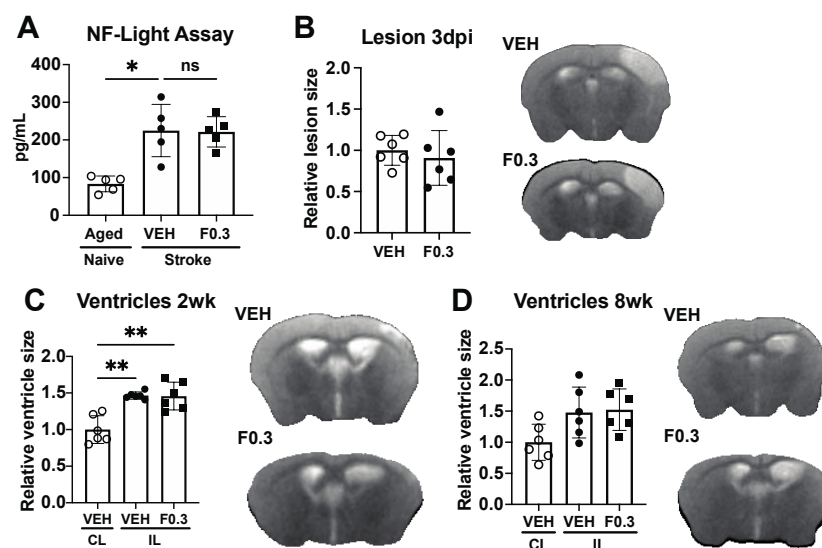 A
NF-Light Assay
pg/mL
400
300
200
100
0
*
ns
Aged VEH F0.3
Naive Stroke
B
Lesion 3dpi
Relative lesion size
2.0
1.5
1.0
0.5
0.0
VEH F0.3
VEH
F0.3
C
Ventricles 2wk
Relative ventricle size
2.0
1.5
1.0
0.5
0.0
**
**
VEH VEH F0.3
CL IL
VEH
F0.3
D
Ventricles 8wk
Relative ventricle size
2.5
2.0
1.5
1.0
0.5
0.0
VEH VEH F0.3
CL IL
VEH
F0.3